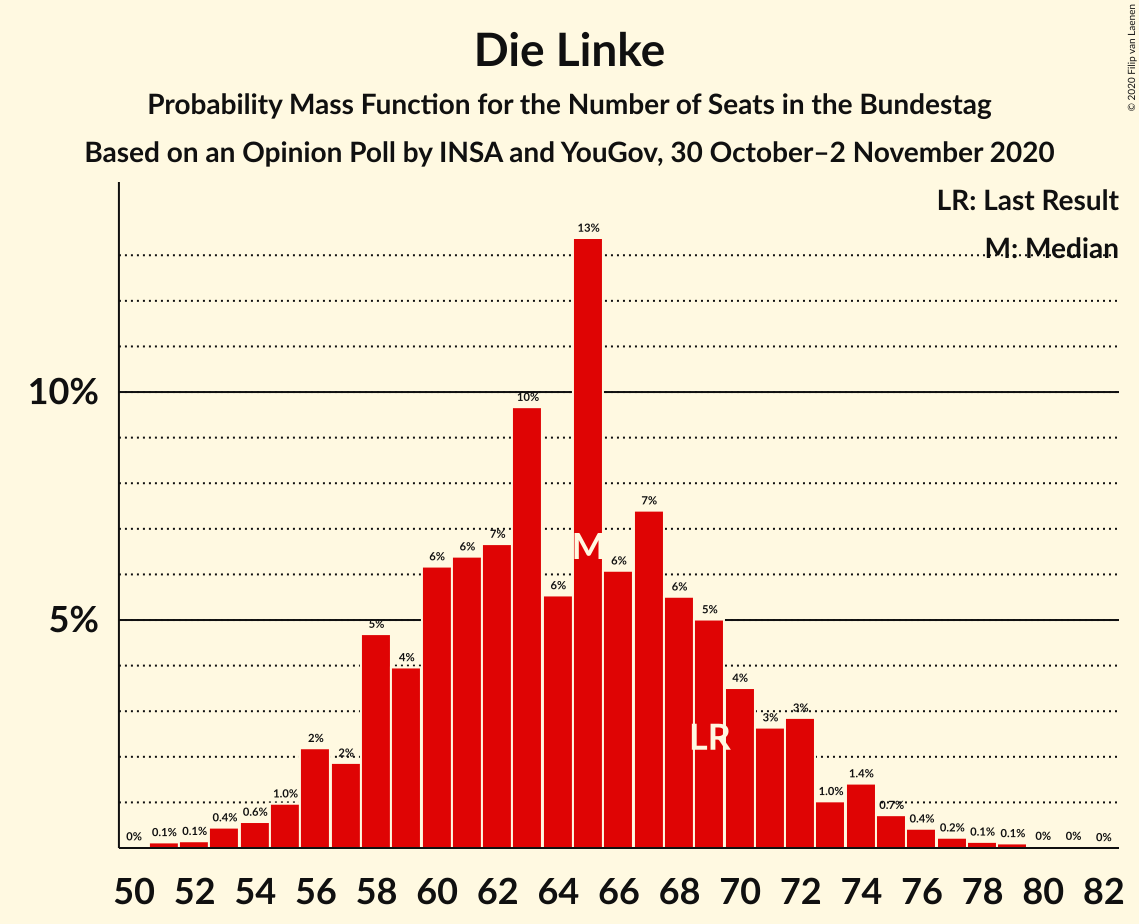 Die Linke
Probability Mass Function for the Number of Seats in the Bundestag
Based on an Opinion Poll by INSA and YouGov, 30 October–2 November 2020
© 2020 Filip van Laenen
LR: Last Result
M: Median
10%
5%
0% 0.1% 0.1% 0.4% 0.6% 1.0% 2% 2% 5% 4% 6% 6% 7% 10% 6% 13% 6% 7% 6% 5% 4% 3% 3% 1.0% 1.4% 0.7% 0.4% 0.2% 0.1% 0.1% 0% 0% 0%
M
LR
50 52 54 56 58 60 62 64 66 68 70 72 74 76 78 80 82